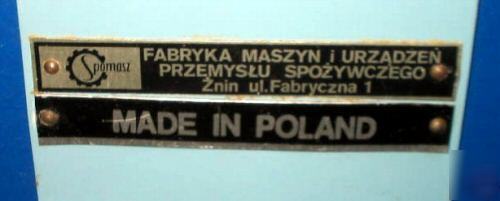 Spomasz
FABRYKA MASZYN i URZĄDZEŃ
PRZEMYSŁU SPOŻYWCZEGO
Żnin ul. Fabryczna 1
MADE IN POLAND